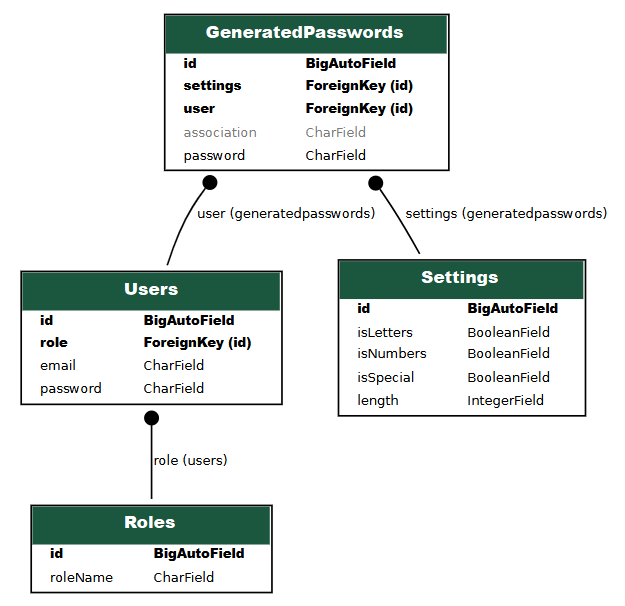 GeneratedPasswords
id BigAutoField
settings ForeignKey (id)
user ForeignKey (id)
association CharField
password CharField
user (generatedpasswords)
settings (generatedpasswords)
Users
id BigAutoField
role ForeignKey (id)
email CharField
password CharField
Settings
id BigAutoField
isLetters BooleanField
isNumbers BooleanField
isSpecial BooleanField
length IntegerField
role (users)
Roles
id BigAutoField
roleName CharField